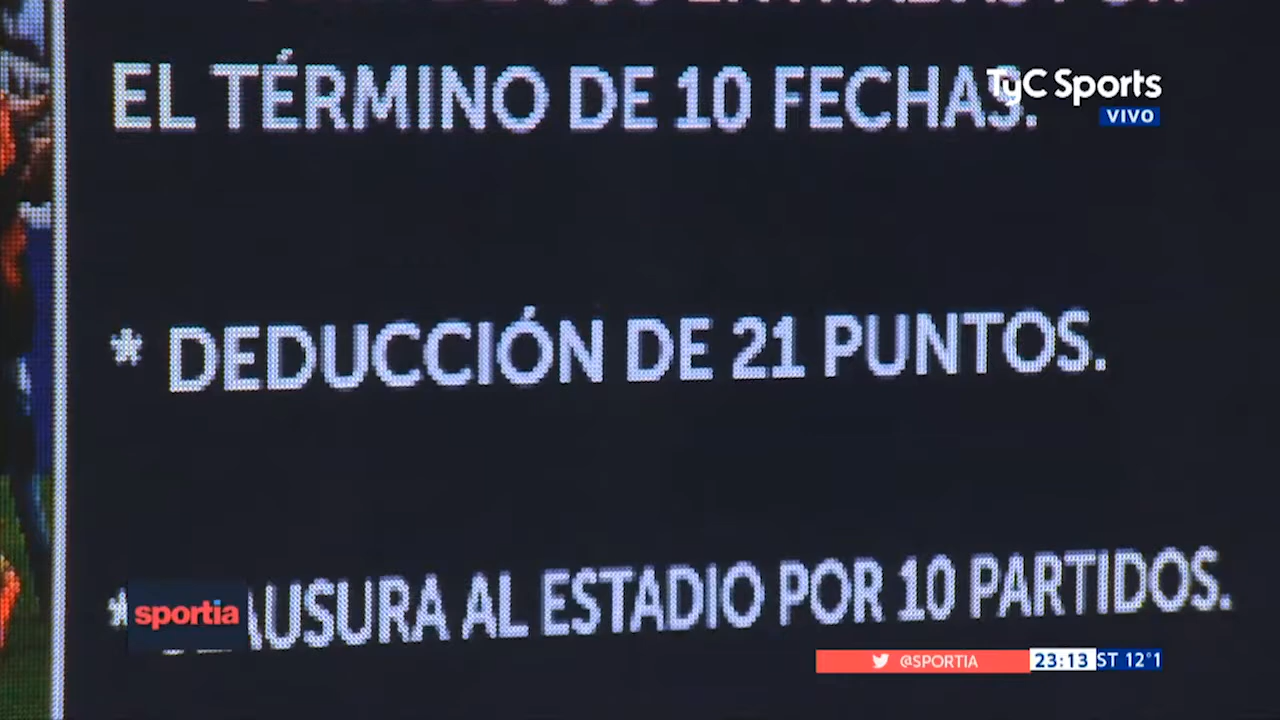 EL TÉRMINO DE 10 FECHAS.
TyC Sports
VIVO
* DEDUCCIÓN DE 21 PUNTOS.
* AUSURA AL ESTADIO POR 10 PARTIDOS.
sportia
@SPORTIA
23:13 ST 12°1